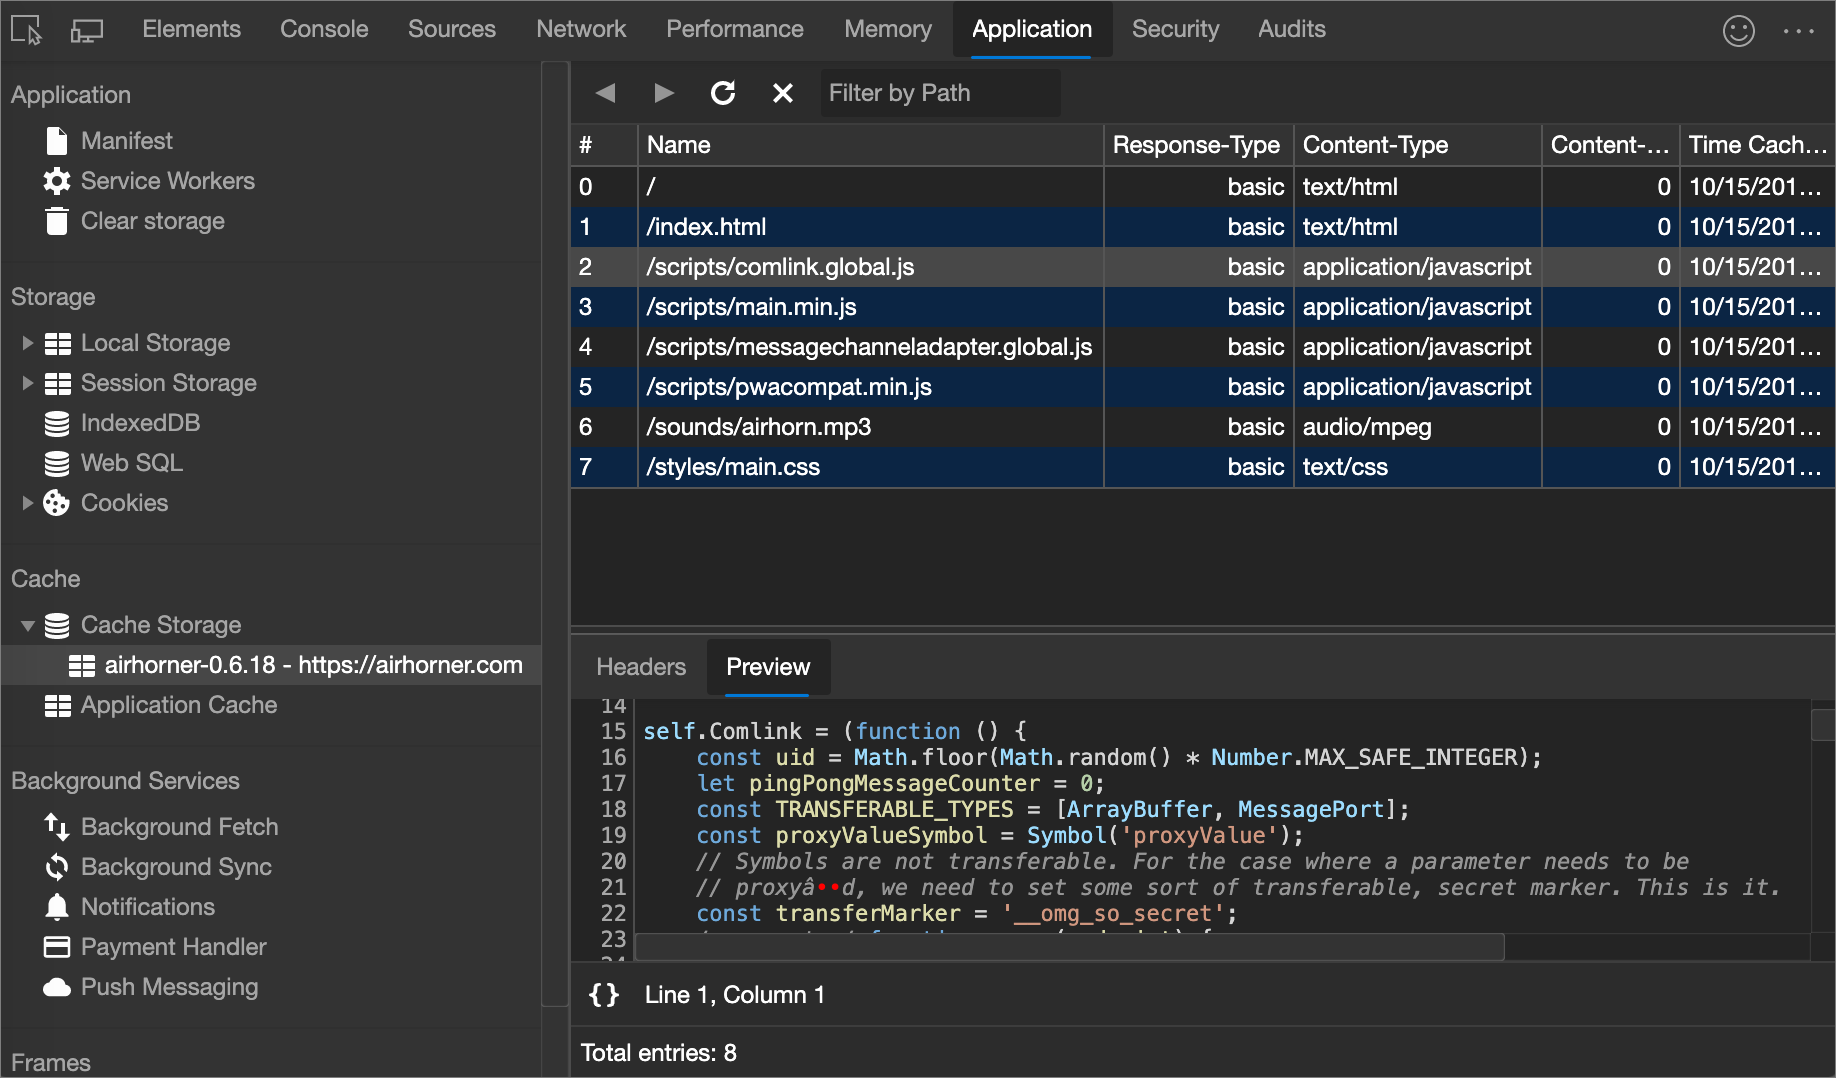 Elements Console Sources Network Performance Memory Application Security Audits
Application
Manifest
Service Workers
Clear storage
Storage
Local Storage
Session Storage
IndexedDB
Web SQL
Cookies
Cache
Cache Storage
airhorner-0.6.18 - https://airhorner.com
Application Cache
Background Services
Background Fetch
Background Sync
Notifications
Payment Handler
Push Messaging
Frames
Filter by Path
# Name Response-Type Content-Type Content-... Time Cach...
0 / basic text/html 0 10/15/201...
1 /index.html basic text/html 0 10/15/201...
2 /scripts/comlink.global.js basic application/javascript 0 10/15/201...
3 /scripts/main.min.js basic application/javascript 0 10/15/201...
4 /scripts/messagechanneladapter.global.js basic application/javascript 0 10/15/201...
5 /scripts/pwacompat.min.js basic application/javascript 0 10/15/201...
6 /sounds/airhorn.mp3 basic audio/mpeg 0 10/15/201...
7 /styles/main.css basic text/css 0 10/15/201...
Headers Preview
14
15 self.Comlink = (function () {
16 const uid = Math.floor(Math.random() * Number.MAX_SAFE_INTEGER);
17 let pingPongMessageCounter = 0;
18 const TRANSFERABLE_TYPES = [ArrayBuffer, MessagePort];
19 const proxyValueSymbol = Symbol('proxyValue');
20 // Symbols are not transferable. For the case where a parameter needs to be
21 // proxyâ••d, we need to set some sort of transferable, secret marker. This is it.
22 const transferMarker = '__omg_so_secret';
23
{} Line 1, Column 1
Total entries: 8